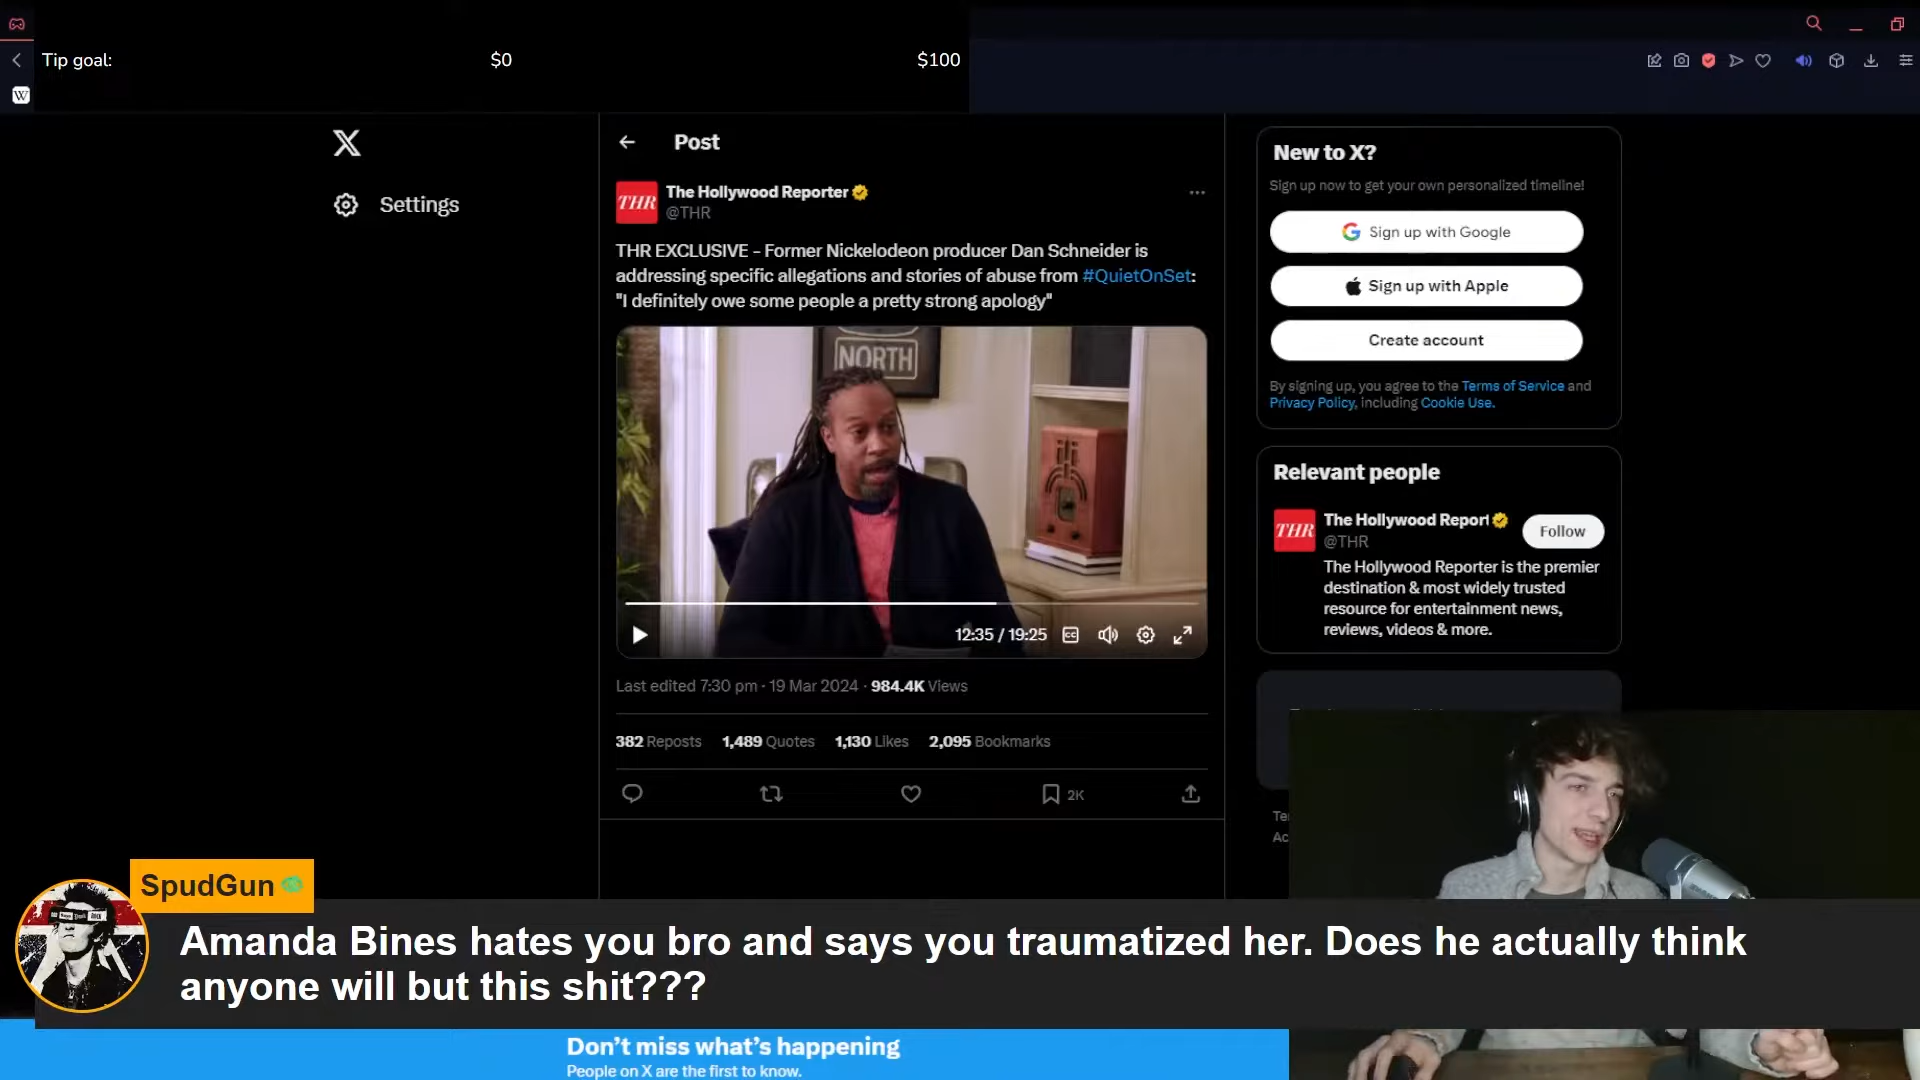 Tip goal:
$0
$100
W
Post
THR
The Hollywood Reporter
@THR
THR EXCLUSIVE - Former Nickelodeon producer Dan Schneider is
addressing specific allegations and stories of abuse from #QuietOnSet:
"I definitely owe some people a pretty strong apology"
NORTH
12:35 / 19:25
CC
Last edited 7:30 pm · 19 Mar 2024 · 984.4K Views
382 Reposts 1,489 Quotes 1,130 Likes 2,095 Bookmarks
2K
Settings
New to X?
Sign up now to get your own personalized timeline!
Sign up with Google
Sign up with Apple
Create account
By signing up, you agree to the Terms of Service and
Privacy Policy, including Cookie Use.
Relevant people
THR
The Hollywood Report
@THR
Follow
The Hollywood Reporter is the premier
destination & most widely trusted
resource for entertainment news,
reviews, videos & more.
SpudGun
Amanda Bines hates you bro and says you traumatized her. Does he actually think
anyone will but this shit???
Don't miss what's happening
People on X are the first to know.